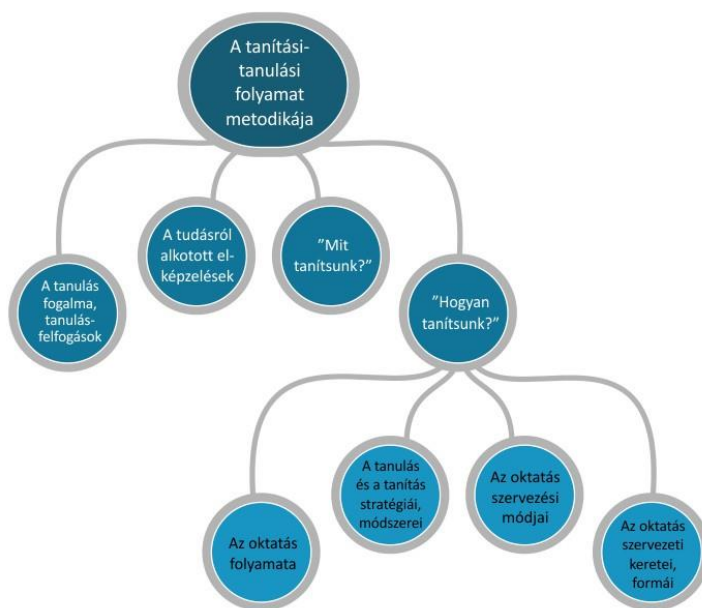 A tanítási-
tanulási
folyamat
metodikája
A tanulás
fogalma,
tanulás-
felfogások
A tudásról
alkotott el-
képzelések
”Mit
tanítsunk?”
”Hogyan
tanítsunk?”
Az oktatás
folyamata
A tanulás
és a tanítás
stratégiái,
módszerei
Az oktatás
szervezési
módjai
Az oktatás
szervezeti
keretei,
formái